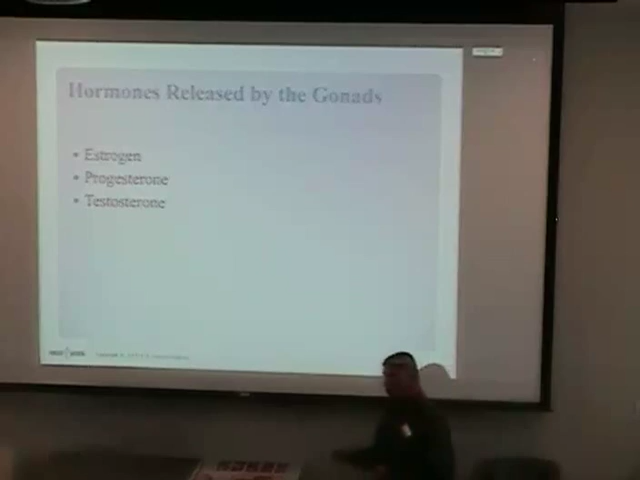 Hormones Released by the Gonads
• Estrogen
• Progesterone
• Testosterone